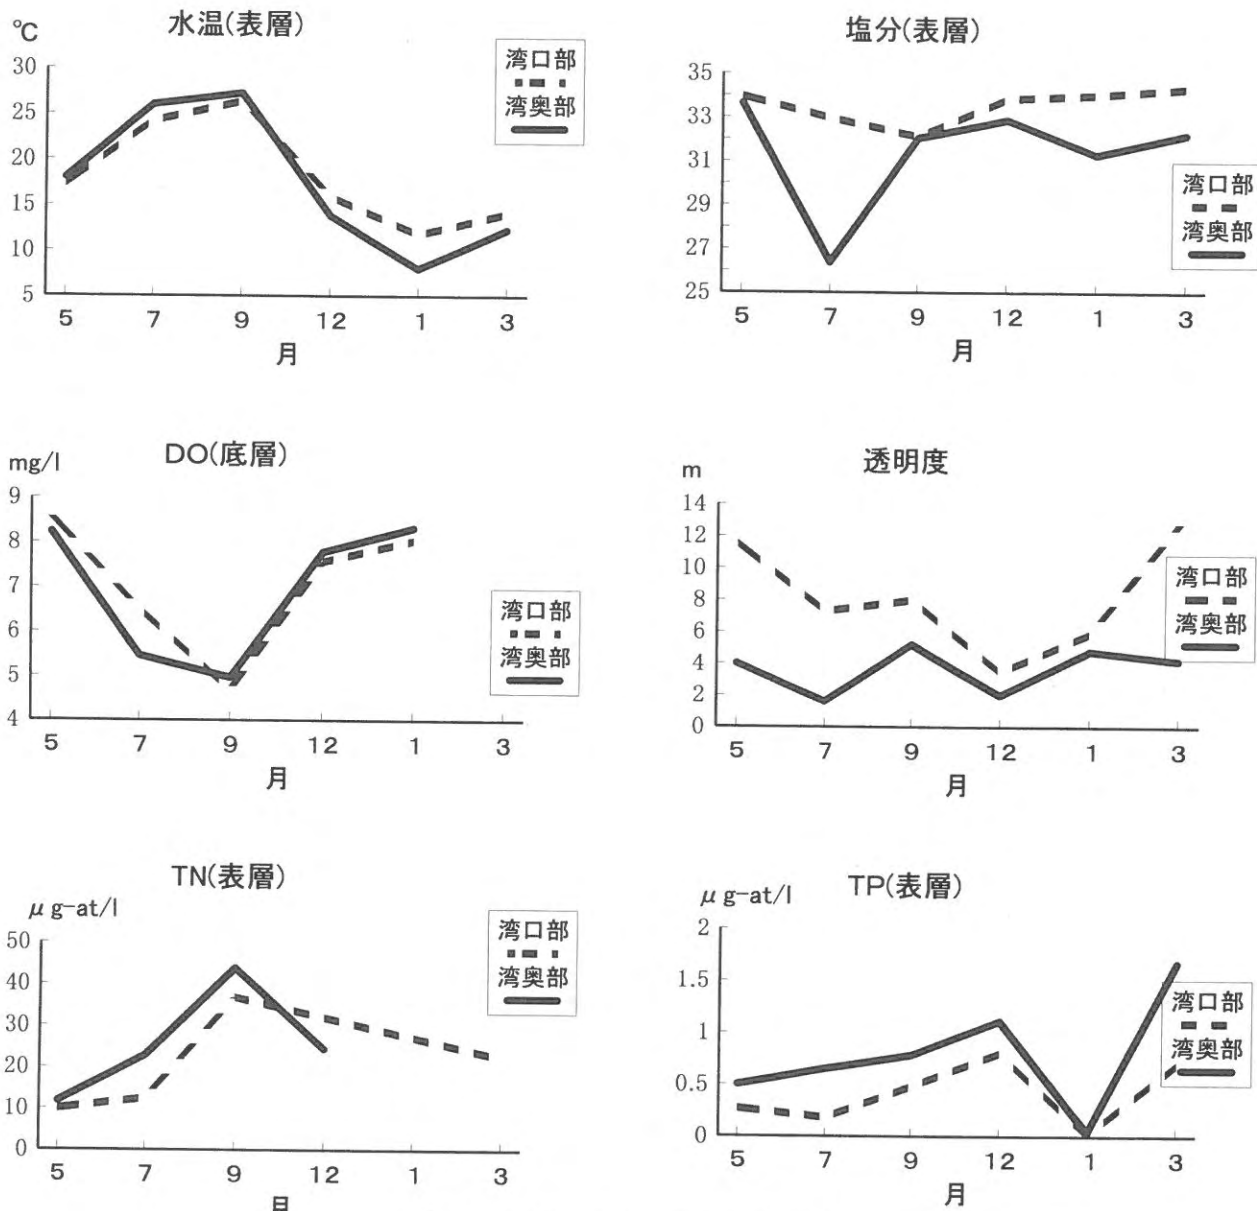 水温(表層)
℃
30
25
20
15
10
5
5 7 9 12 1 3
月
湾口部
湾奥部
塩分(表層)
35
33
31
29
27
25
5 7 9 12 1 3
月
湾口部
湾奥部
DO(底層)
mg/l
9
8
7
6
5
4
5 7 9 12 1 3
月
湾口部
湾奥部
透明度
m
14
12
10
8
6
4
2
0
5 7 9 12 1 3
月
湾口部
湾奥部
TN(表層)
μg-at/l
50
40
30
20
10
0
5 7 9 12 1 3
月
湾口部
湾奥部
TP(表層)
μg-at/l
2
1.5
1
0.5
0
5 7 9 12 1 3
月
湾口部
湾奥部